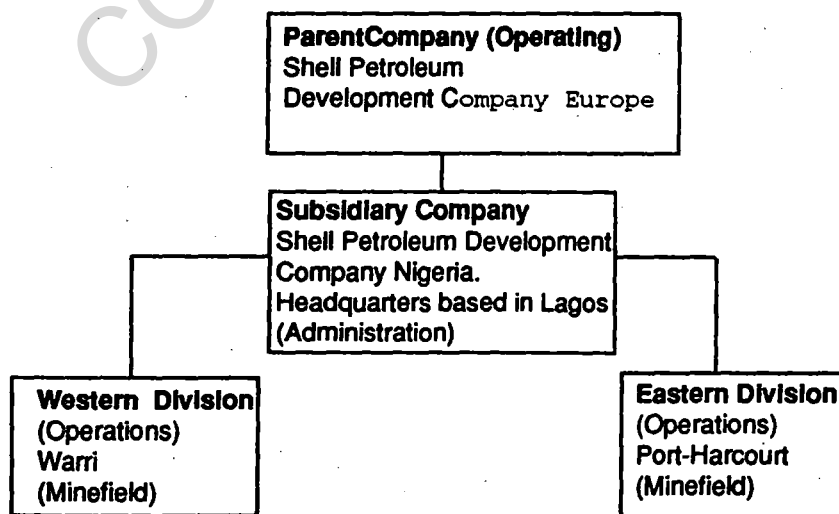 ParentCompany (Operating)
Shell Petroleum
Development Company Europe
Subsidiary Company
Shell Petroleum Development
Company Nigeria.
Headquarters based in Lagos
(Administration)
Western Division
(Operations)
Warri
(Minefield)
Eastern Division
(Operations)
Port-Harcourt
(Minefield)